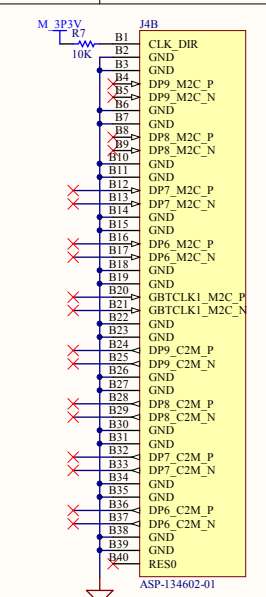 M_3P3V
R7
10K
J4B
B1 CLK_DIR
B2 GND
B3 GND
B4 DP9_M2C_P
B5 DP9_M2C_N
B6 GND
B7 GND
B8 DP8_M2C_P
B9 DP8_M2C_N
B10 GND
B11 GND
B12 DP7_M2C_P
B13 DP7_M2C_N
B14 GND
B15 GND
B16 DP6_M2C_P
B17 DP6_M2C_N
B18 GND
B19 GND
B20 GBTCLK1_M2C_P
B21 GBTCLK1_M2C_N
B22 GND
B23 GND
B24 DP9_C2M_P
B25 DP9_C2M_N
B26 GND
B27 GND
B28 DP8_C2M_P
B29 DP8_C2M_N
B30 GND
B31 GND
B32 DP7_C2M_P
B33 DP7_C2M_N
B34 GND
B35 GND
B36 DP6_C2M_P
B37 DP6_C2M_N
B38 GND
B39 GND
B40 RES0
ASP-134602-01